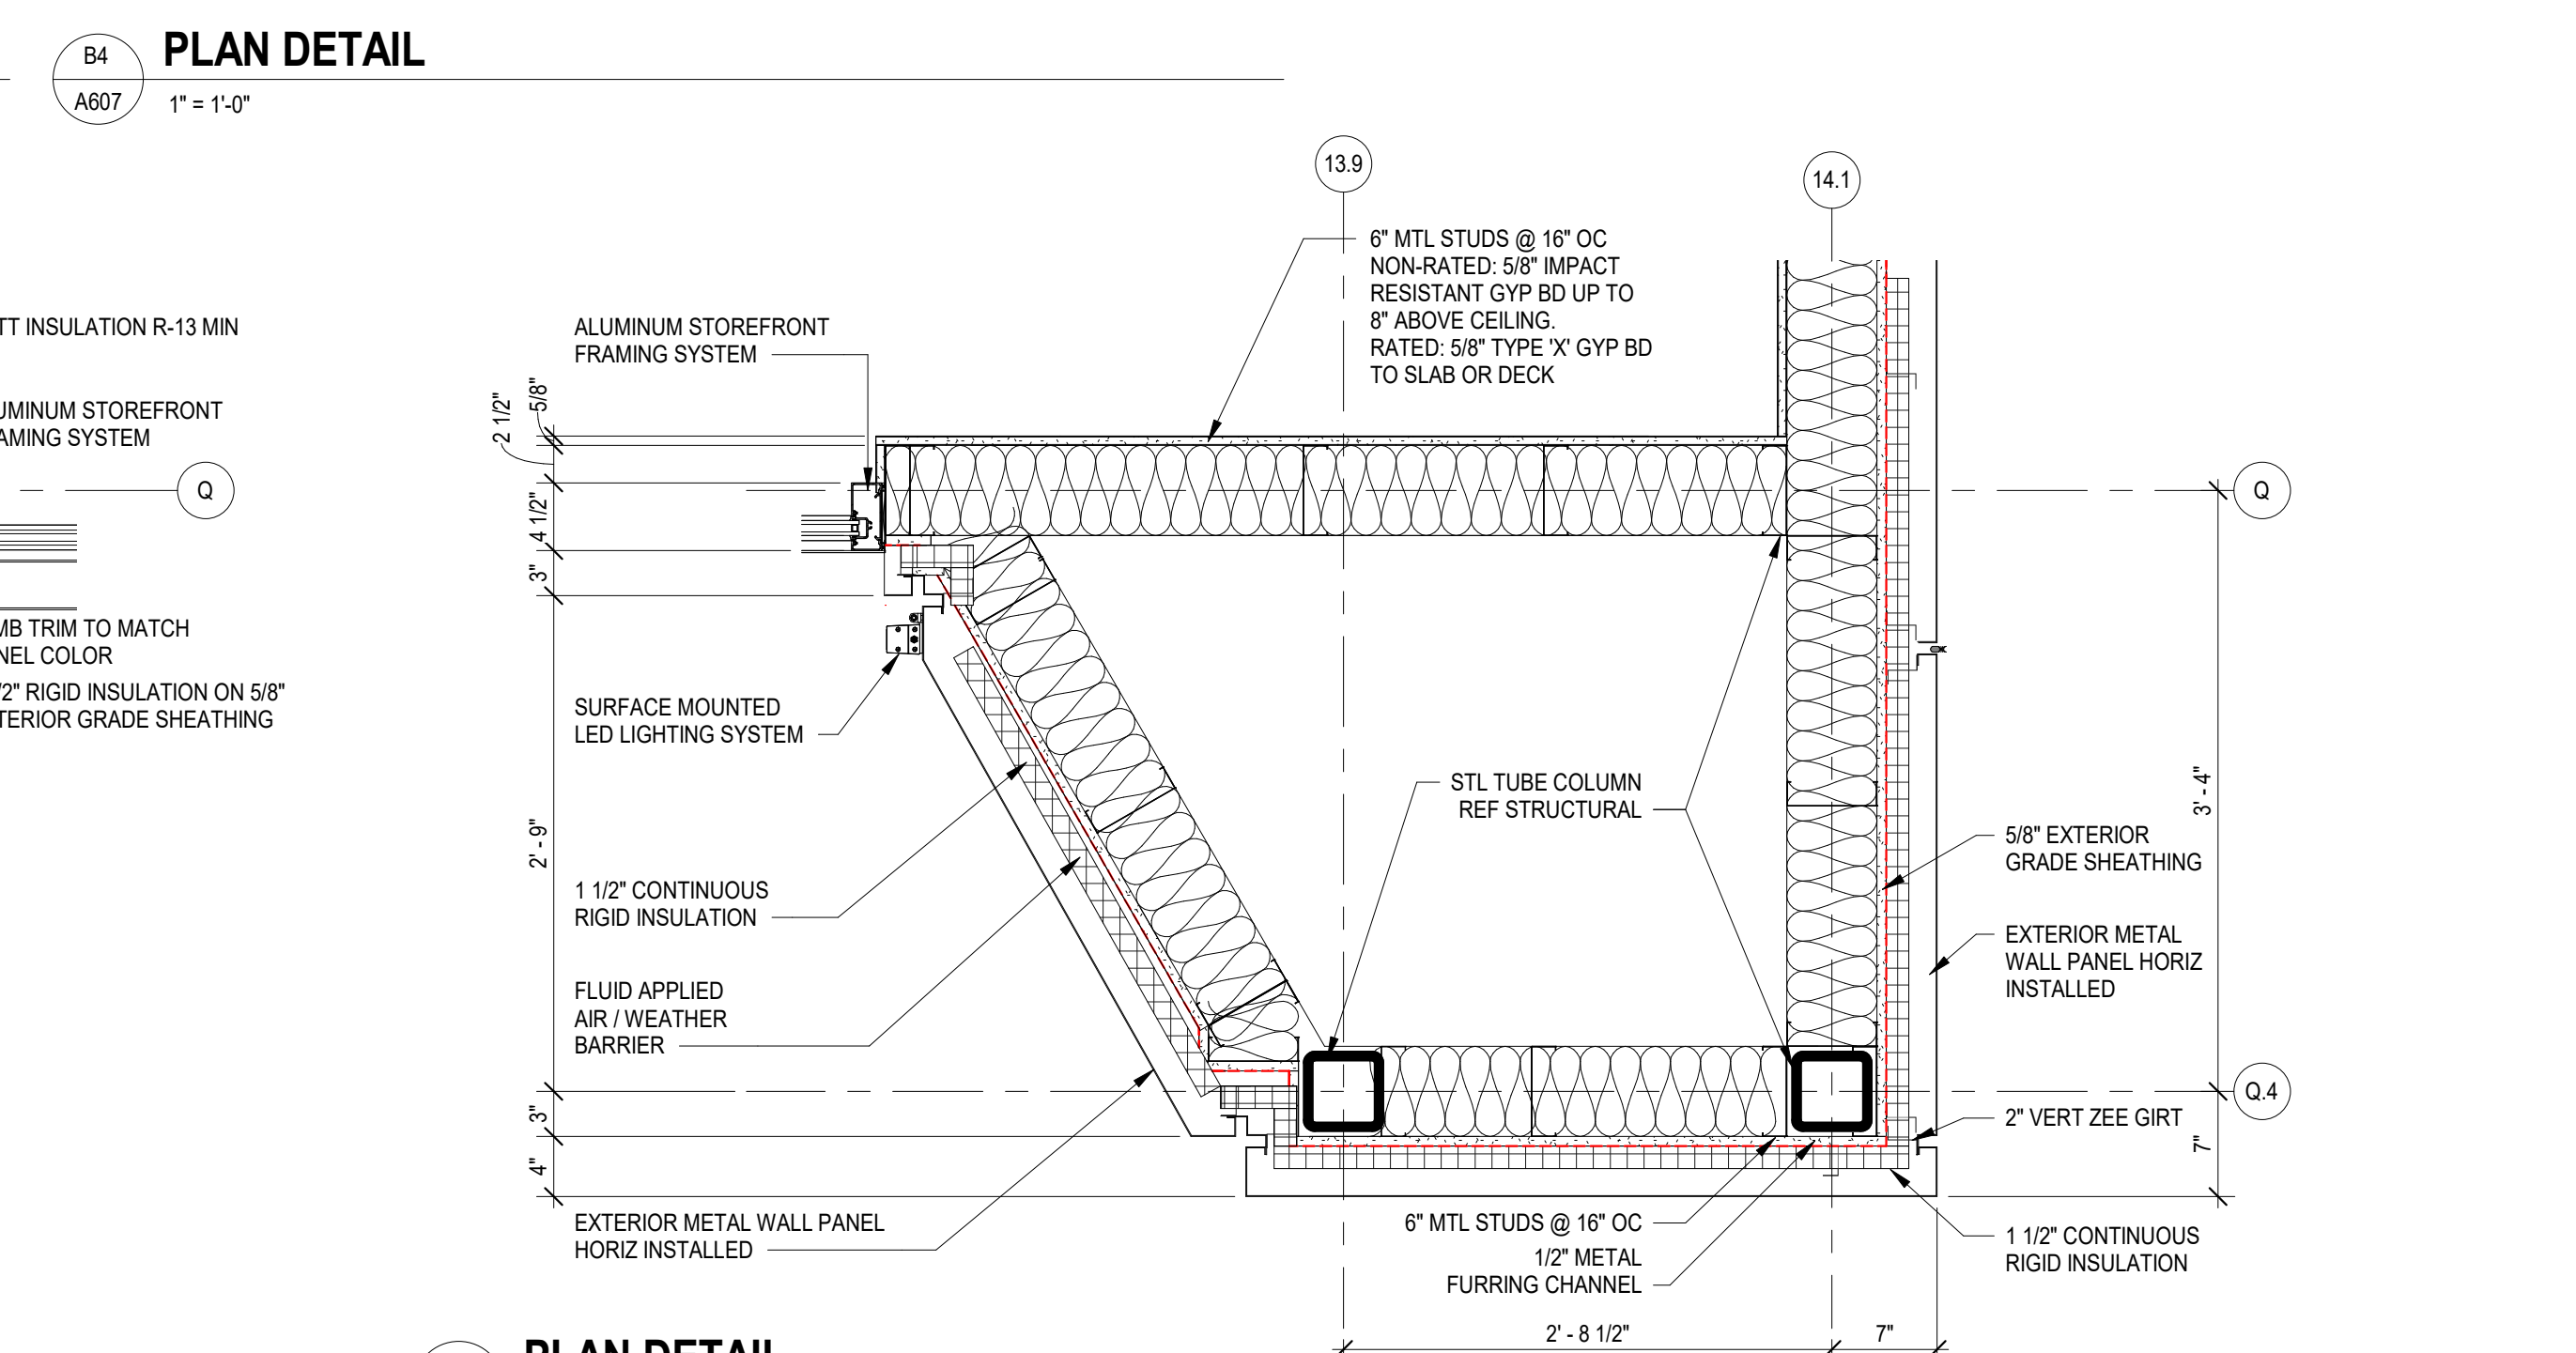 B4
PLAN DETAIL
A607
1" = 1'-0"
13.9
14.1
6" MTL STUDS @ 16" OC
NON-RATED: 5/8" IMPACT
RESISTANT GYP BD UP TO
8" ABOVE CEILING.
RATED: 5/8" TYPE 'X' GYP BD
TO SLAB OR DECK
INSULATION R-13 MIN
ALUMINUM STOREFRONT
FRAMING SYSTEM
STOREFRONT
SYSTEM
Q
TRIM TO MATCH
COLOR
RIGID INSULATION ON 5/8"
GRADE SHEATHING
2 1/2"
5/8"
4 1/2"
3"
2' - 9"
3"
4"
Q
SURFACE MOUNTED
LED LIGHTING SYSTEM
STL TUBE COLUMN
REF STRUCTURAL
3' - 4"
5/8" EXTERIOR
GRADE SHEATHING
1 1/2" CONTINUOUS
RIGID INSULATION
EXTERIOR METAL
WALL PANEL HORIZ
INSTALLED
FLUID APPLIED
AIR / WEATHER
BARRIER
Q.4
2" VERT ZEE GIRT
7"
EXTERIOR METAL WALL PANEL
HORIZ INSTALLED
6" MTL STUDS @ 16" OC
1/2" METAL
FURRING CHANNEL
1 1/2" CONTINUOUS
RIGID INSULATION
2' - 8 1/2"
7"
PLAN DETAIL